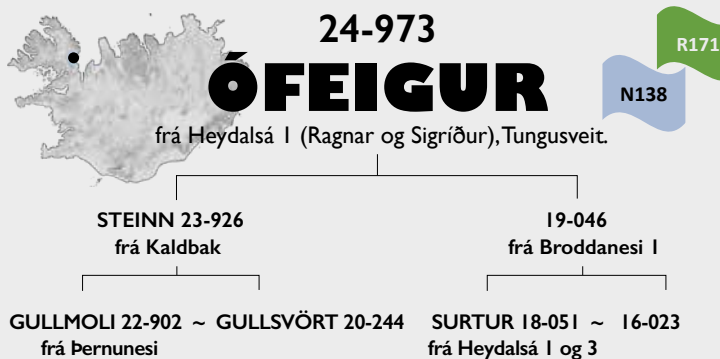 24-973
R171
ÓFEIGUR
N138
frá Heydalsá 1 (Ragnar og Sigríður), Tungusveit.
STEINN 23-926
frá Kaldbak
19-046
frá Broddanesi 1
GULLMOLI 22-902 ~ GULLSVÖRT 20-244
frá Þernunesi
SURTUR 18-051 ~ 16-023
frá Heydalsá 1 og 3